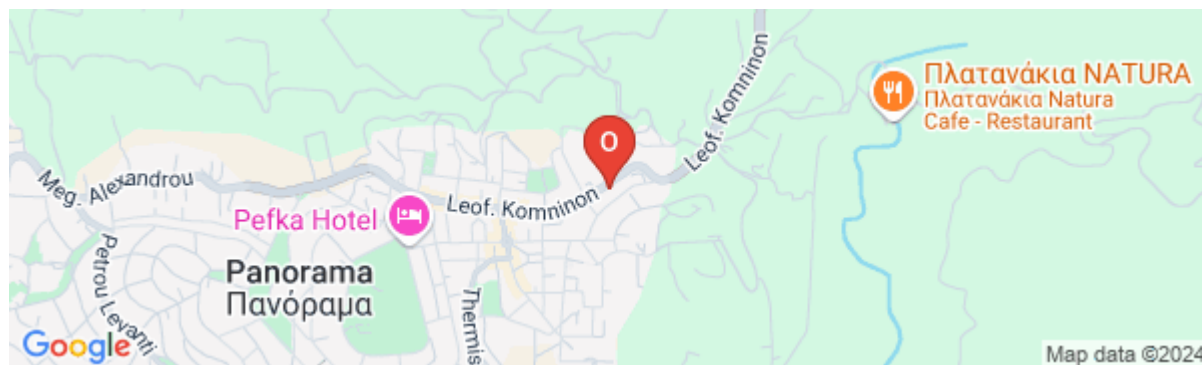 Πλατανάκια NATURA
Πλατανάκια Natura
Cafe - Restaurant
O
Leof. Komninon
Meg. Alexandrou
Leof. Komninon
Pefka Hotel
Petrou Levanti
Panorama
Πανόραμα
Thermis
Google
Map data ©2024